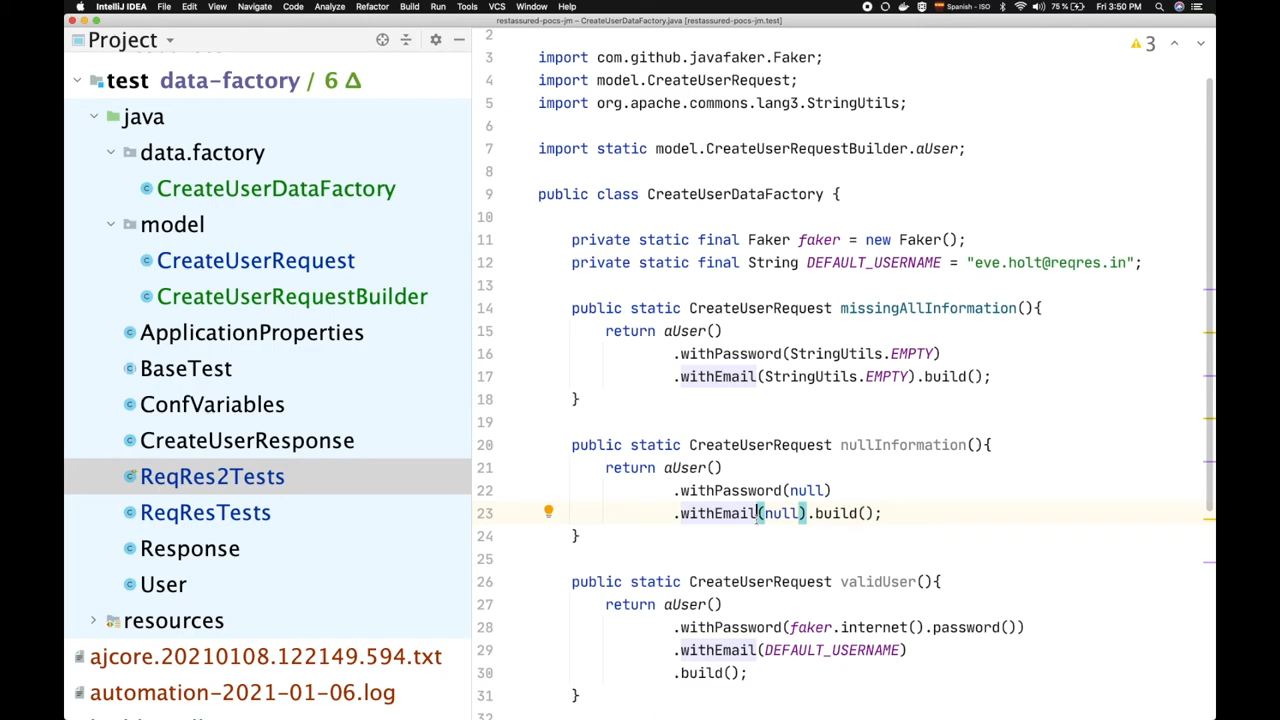 IntelliJ IDEA File Edit View Navigate Code Analyze Refactor Build Run Tools VCS Window Help Spanish - ISO 75 % Fri 3:50 PM
restassured-pocs-jm – CreateUserDataFactory.java [restassured-pocs-jm.test]
Project
test data-factory / 6 Δ
java
data.factory
CreateUserDataFactory
model
CreateUserRequest
CreateUserRequestBuilder
ApplicationProperties
BaseTest
ConfVariables
CreateUserResponse
ReqRes2Tests
ReqResTests
Response
User
resources
ajcore.20210108.122149.594.txt
automation-2021-01-06.log
3
2
3 import com.github.javafaker.Faker;
4 import model.CreateUserRequest;
5 import org.apache.commons.lang3.StringUtils;
6
7 import static model.CreateUserRequestBuilder.aUser;
8
9 public class CreateUserDataFactory {
10
11 private static final Faker faker = new Faker();
12 private static final String DEFAULT_USERNAME = "eve.holt@reqres.in";
13
14 public static CreateUserRequest missingAllInformation(){
15 return aUser()
16 .withPassword(StringUtils.EMPTY)
17 .withEmail(StringUtils.EMPTY).build();
18 }
19
20 public static CreateUserRequest nullInformation(){
21 return aUser()
22 .withPassword(null)
23 .withEmail(null).build();
24 }
25
26 public static CreateUserRequest validUser(){
27 return aUser()
28 .withPassword(faker.internet().password())
29 .withEmail(DEFAULT_USERNAME)
30 .build();
31 }
32